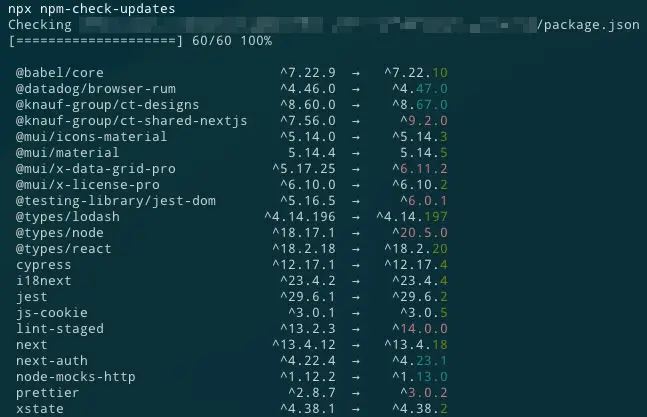 npx npm-check-updates
Checking /package.json
[====================] 60/60 100%
@babel/core ^7.22.9 → ^7.22.10
@datadog/browser-rum ^4.46.0 → ^4.47.0
@knauf-group/ct-designs ^8.60.0 → ^8.67.0
@knauf-group/ct-shared-nextjs ^7.56.0 → ^9.2.0
@mui/icons-material ^5.14.0 → ^5.14.3
@mui/material 5.14.4 → 5.14.5
@mui/x-data-grid-pro ^5.17.25 → ^6.11.2
@mui/x-license-pro ^6.10.0 → ^6.10.2
@testing-library/jest-dom ^5.16.5 → ^6.0.1
@types/lodash ^4.14.196 → ^4.14.197
@types/node ^18.17.1 → ^20.5.0
@types/react ^18.2.18 → ^18.2.20
cypress ^12.17.1 → ^12.17.4
i18next ^23.4.2 → ^23.4.4
jest ^29.6.1 → ^29.6.2
js-cookie ^3.0.1 → ^3.0.5
lint-staged ^13.2.3 → ^14.0.0
next ^13.4.12 → ^13.4.18
next-auth ^4.22.4 → ^4.23.1
node-mocks-http ^1.12.2 → ^1.13.0
prettier ^2.8.7 → ^3.0.2
xstate ^4.38.1 → ^4.38.2